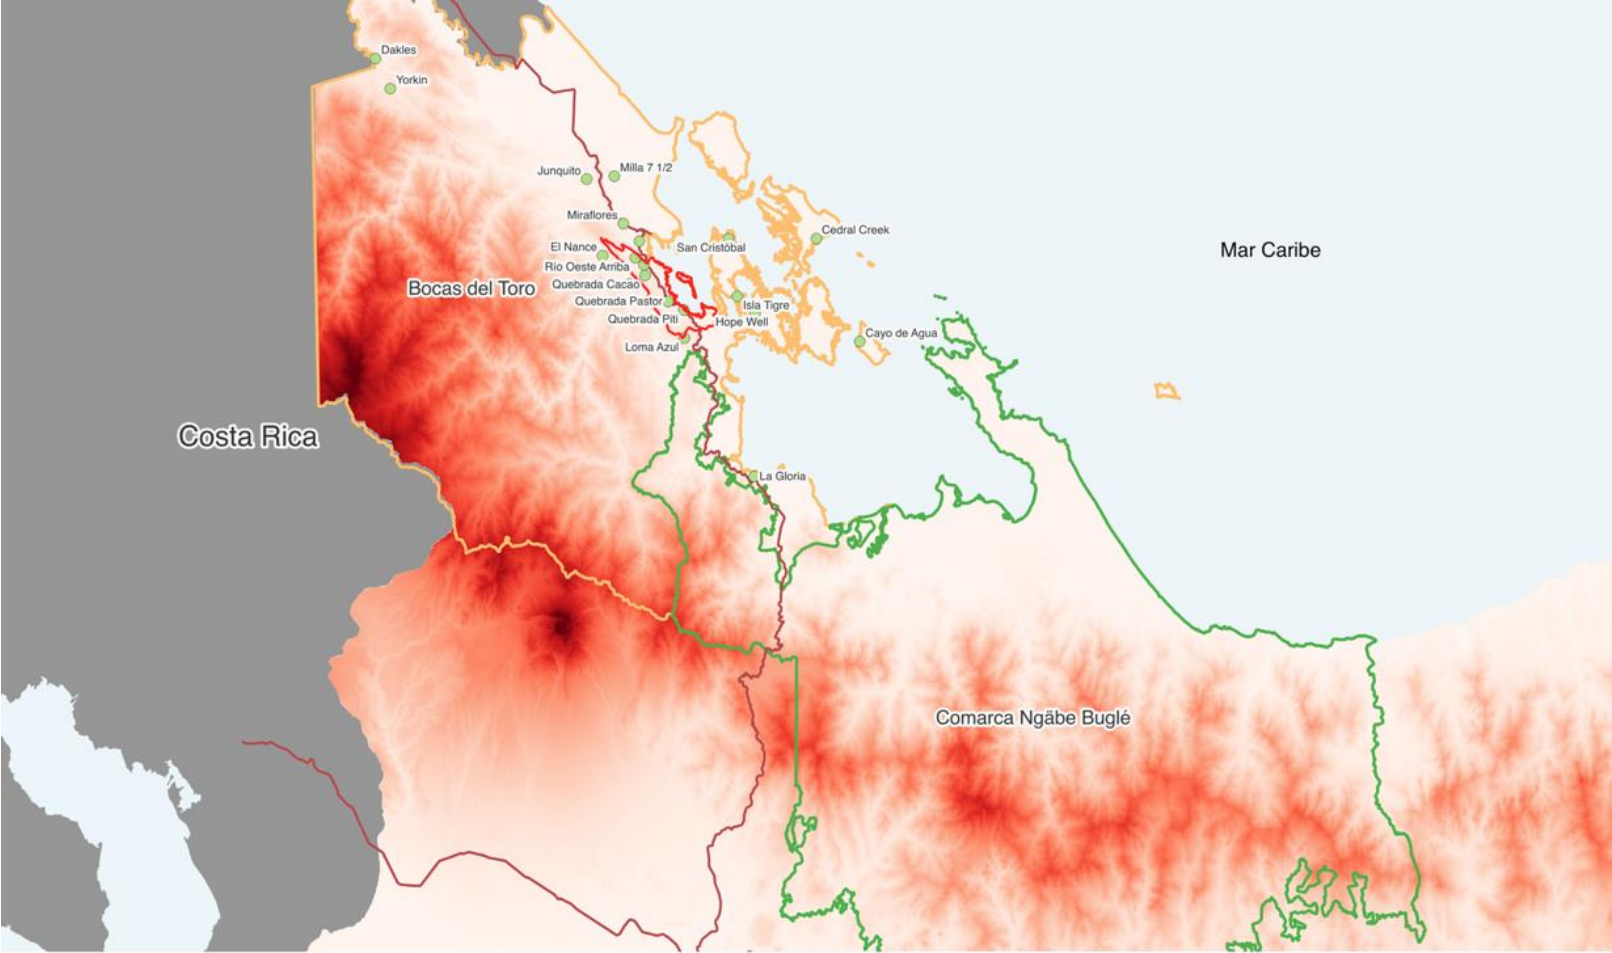 Dakles
Yorkin
Junquito
Milla 7 1/2
Miraflores
Cedral Creek
El Nance
San Cristóbal
Mar Caribe
Rio Oeste Arriba
Quebrada Cacao
Bocas del Toro
Quebrada Pastor
Isla Tigre
Quebrada Piti
Hope Well
Cayo de Agua
Loma Azul
Costa Rica
La Gloria
Comarca Ngäbe Buglé